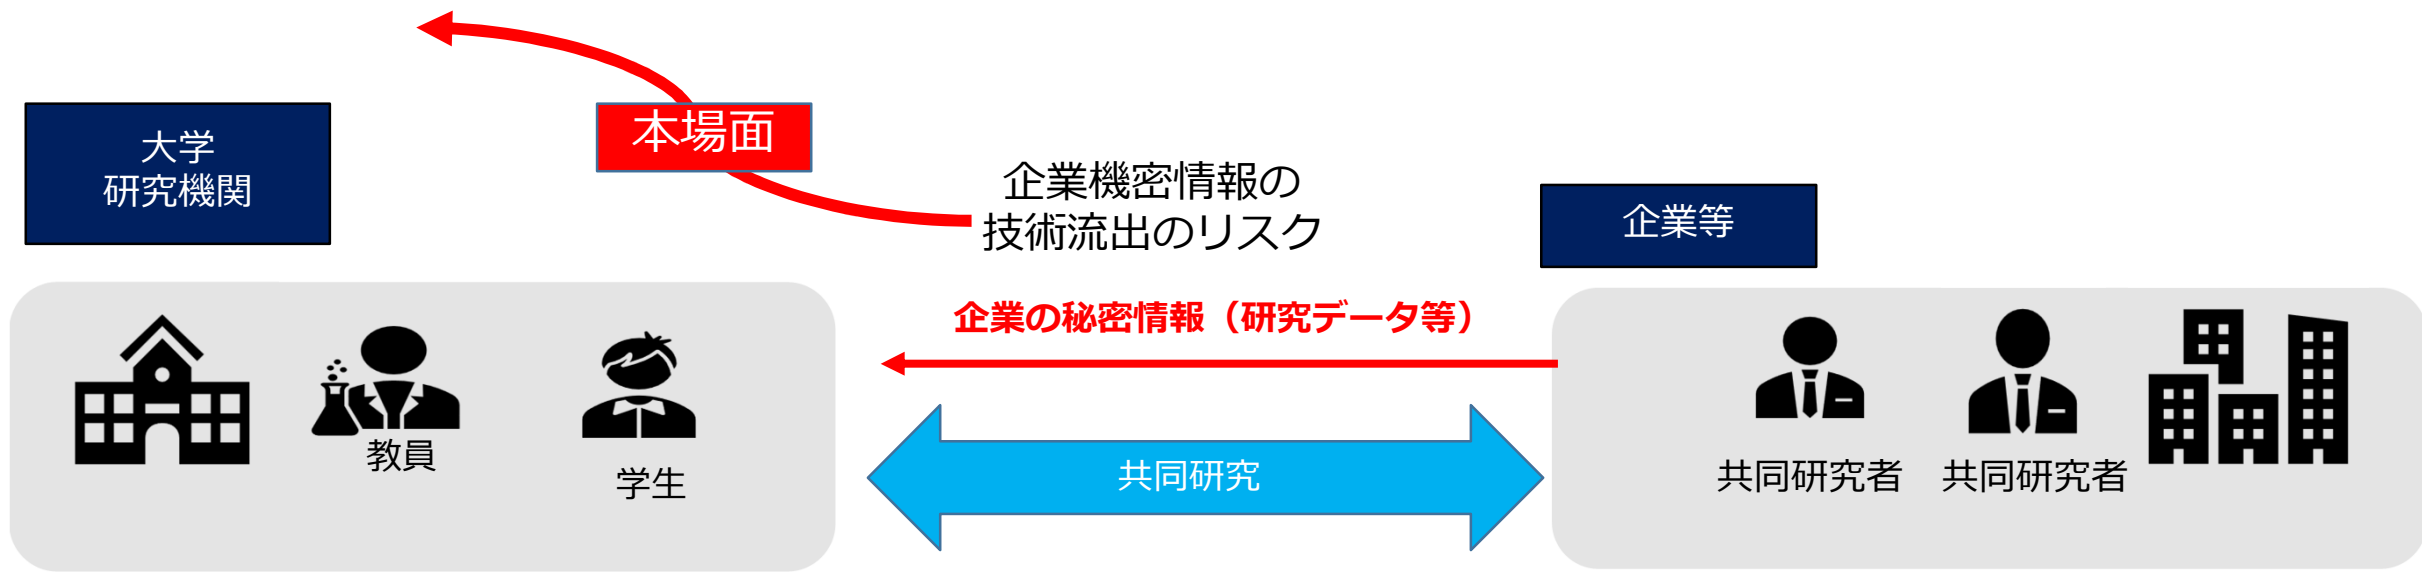 本場面
大学
研究機関
企業機密情報の
技術流出のリスク
企業等
企業の秘密情報（研究データ等）
教員
学生
共同研究
共同研究者
共同研究者